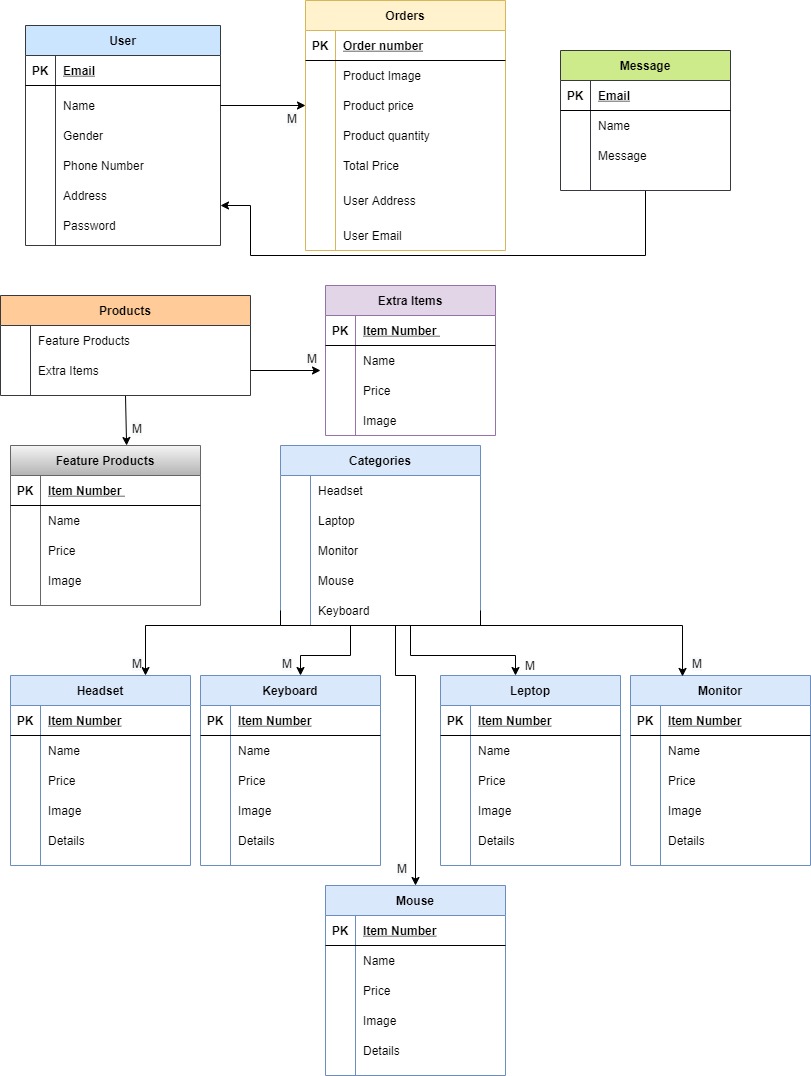 User
PK Email
Name
Gender
Phone Number
Address
Password
M
Orders
PK Order number
Product Image
Product price
Product quantity
Total Price
User Address
User Email
Message
PK Email
Name
Message
Products
Feature Products
Extra Items
M
M
Extra Items
PK Item Number
Name
Price
Image
Feature Products
PK Item Number
Name
Price
Image
Categories
Headset
Laptop
Monitor
Mouse
Keyboard
M
M
M
M
Headset
PK Item Number
Name
Price
Image
Details
Keyboard
PK Item Number
Name
Price
Image
Details
Leptop
PK Item Number
Name
Price
Image
Details
Monitor
PK Item Number
Name
Price
Image
Details
M
Mouse
PK Item Number
Name
Price
Image
Details